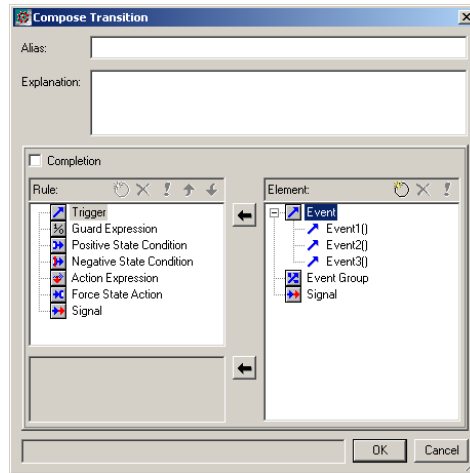 Compose Transition
Alias:
Explanation:
Completion
Rule:
Trigger
Guard Expression
Positive State Condition
Negative State Condition
Action Expression
Force State Action
Signal
Element:
Event
Event1()
Event2()
Event3()
Event Group
Signal
OK
Cancel